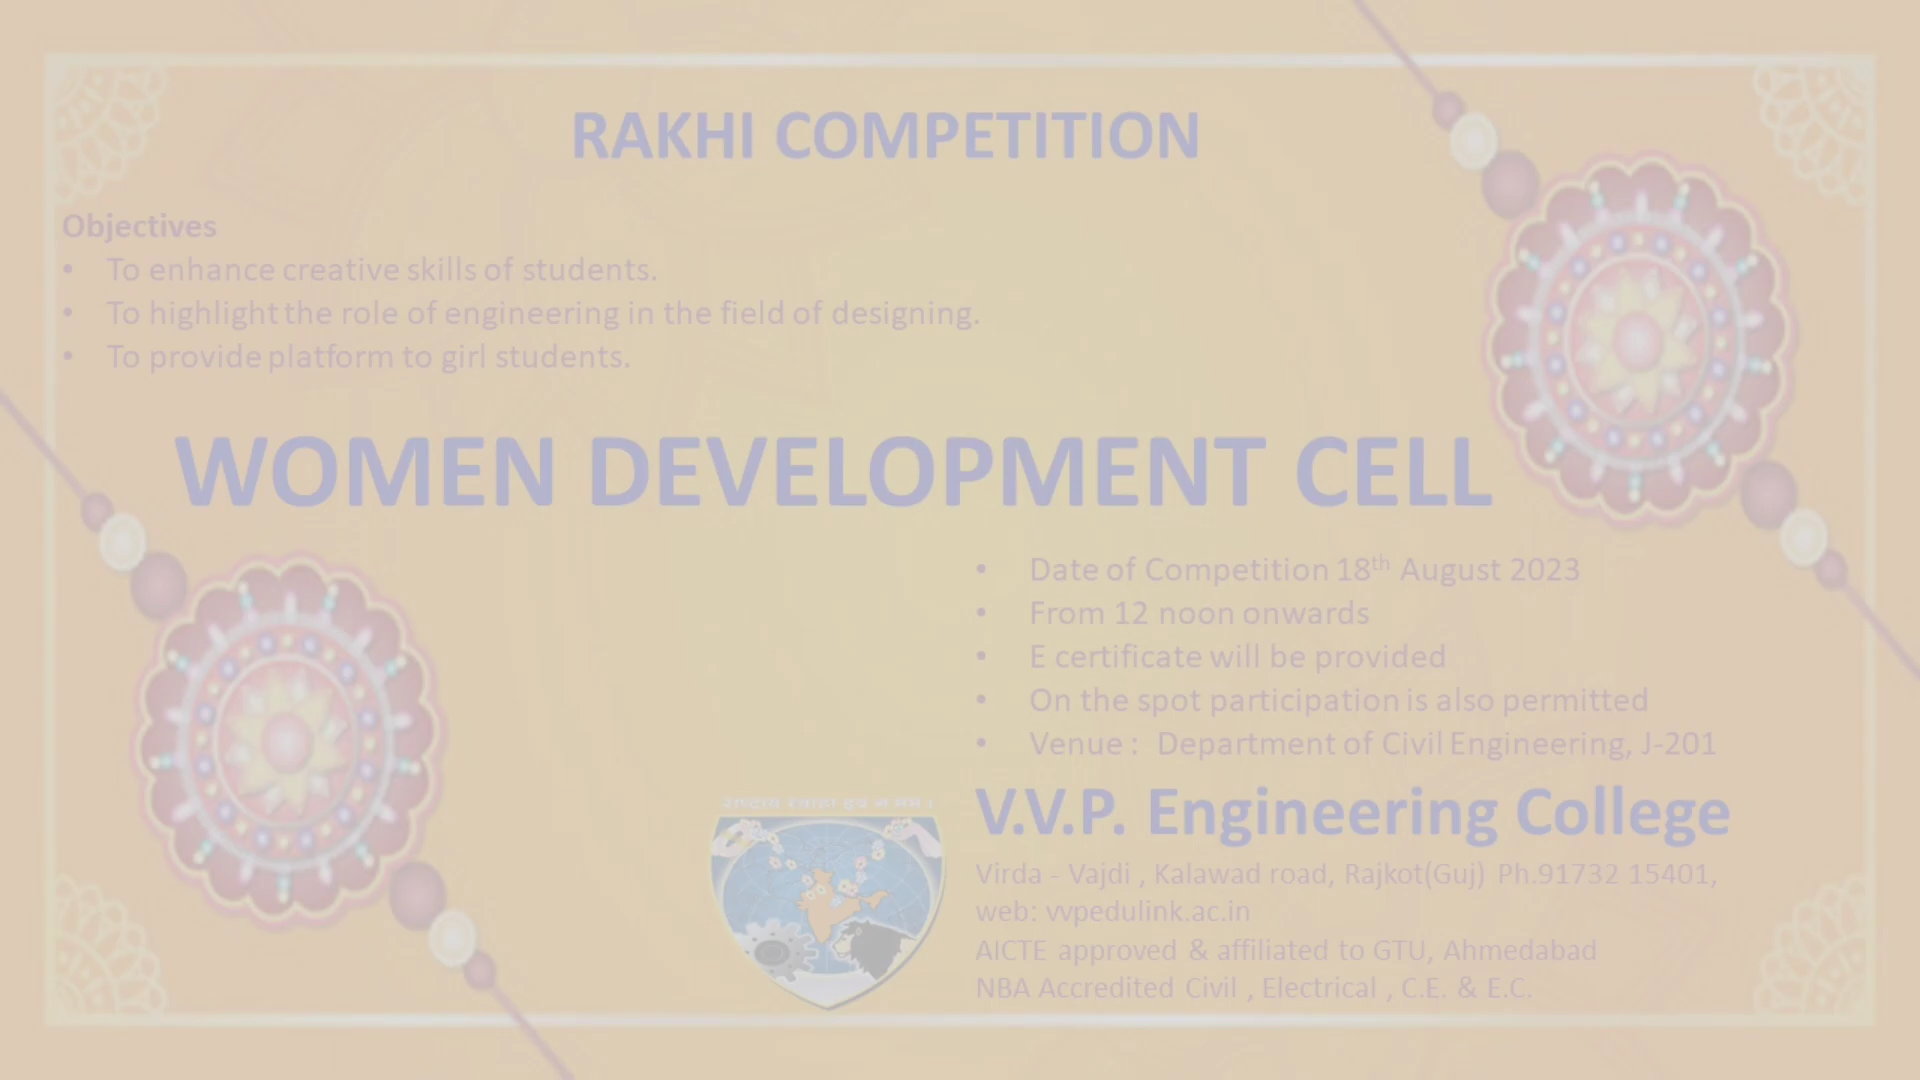 RAKHI COMPETITION
Objectives
• To enhance creative skills of students.
• To highlight the role of engineering in the field of designing.
• To provide platform to girl students.
WOMEN DEVELOPMENT CELL
• Date of Competition 18th August 2023
• From 12 noon onwards
• E certificate will be provided
• On the spot participation is also permitted
• Venue : Department of Civil Engineering, J-201
राष्ट्राय स्वाहा इदं न मम।
V.V.P. Engineering College
Virda - Vajdi , Kalawad road, Rajkot(Guj) Ph.91732 15401,
web: vvpedulink.ac.in
AICTE approved & affiliated to GTU, Ahmedabad
NBA Accredited Civil , Electrical , C.E. & E.C.